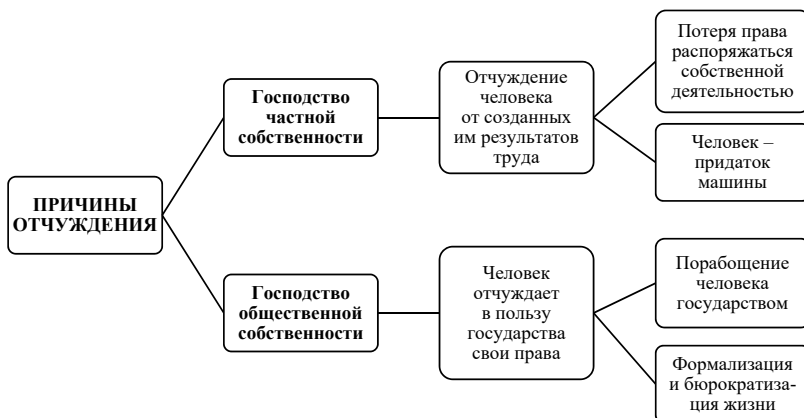 ПРИЧИНЫ
ОТЧУЖДЕНИЯ
Господство
частной
собственности
Отчуждение
человека
от созданных
им результатов
труда
Потеря права
распоряжаться
собственной
деятельностью
Человек –
придаток
машины
Господство
общественной
собственности
Человек
отчуждает
в пользу
государства
свои права
Порабощение
человека
государством
Формализация
и бюрократиза-
ция жизни